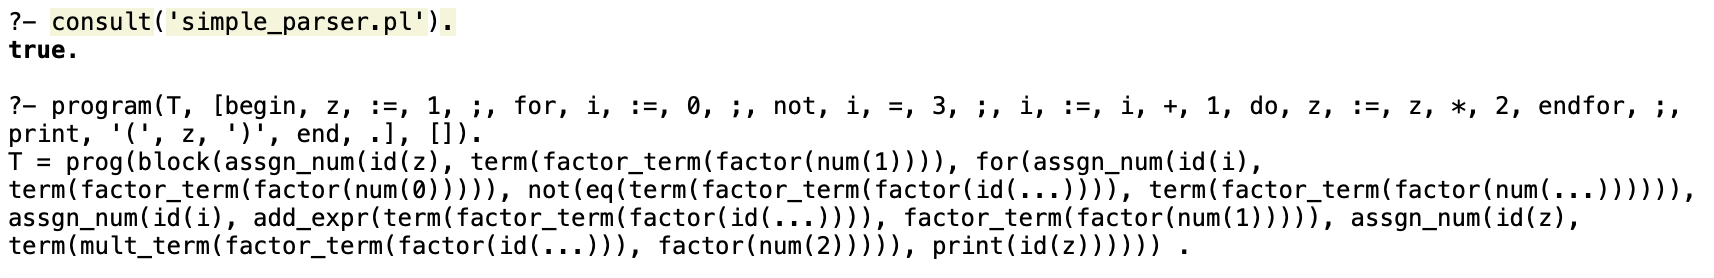 ?- consult('simple_parser.pl').
true.
?- program(T, [begin, z, :=, 1, ;, for, i, :=, 0, ;, not, i, =, 3, ;, i, :=, i, +, 1, do, z, :=, z, *, 2, endfor, ;,
print, '(', z, ')', end, .], []).
T = prog(block(assgn_num(id(z), term(factor_term(factor(num(1)))), for(assgn_num(id(i),
term(factor_term(factor(num(0))))), not(eq(term(factor_term(factor(id(...)))), term(factor_term(factor(num(...)))))),
assgn_num(id(i), add_expr(term(factor_term(factor(id(...)))), factor_term(factor(num(1))))), assgn_num(id(z),
term(mult_term(factor_term(factor(id(...))), factor(num(2))))), print(id(z)))))) .